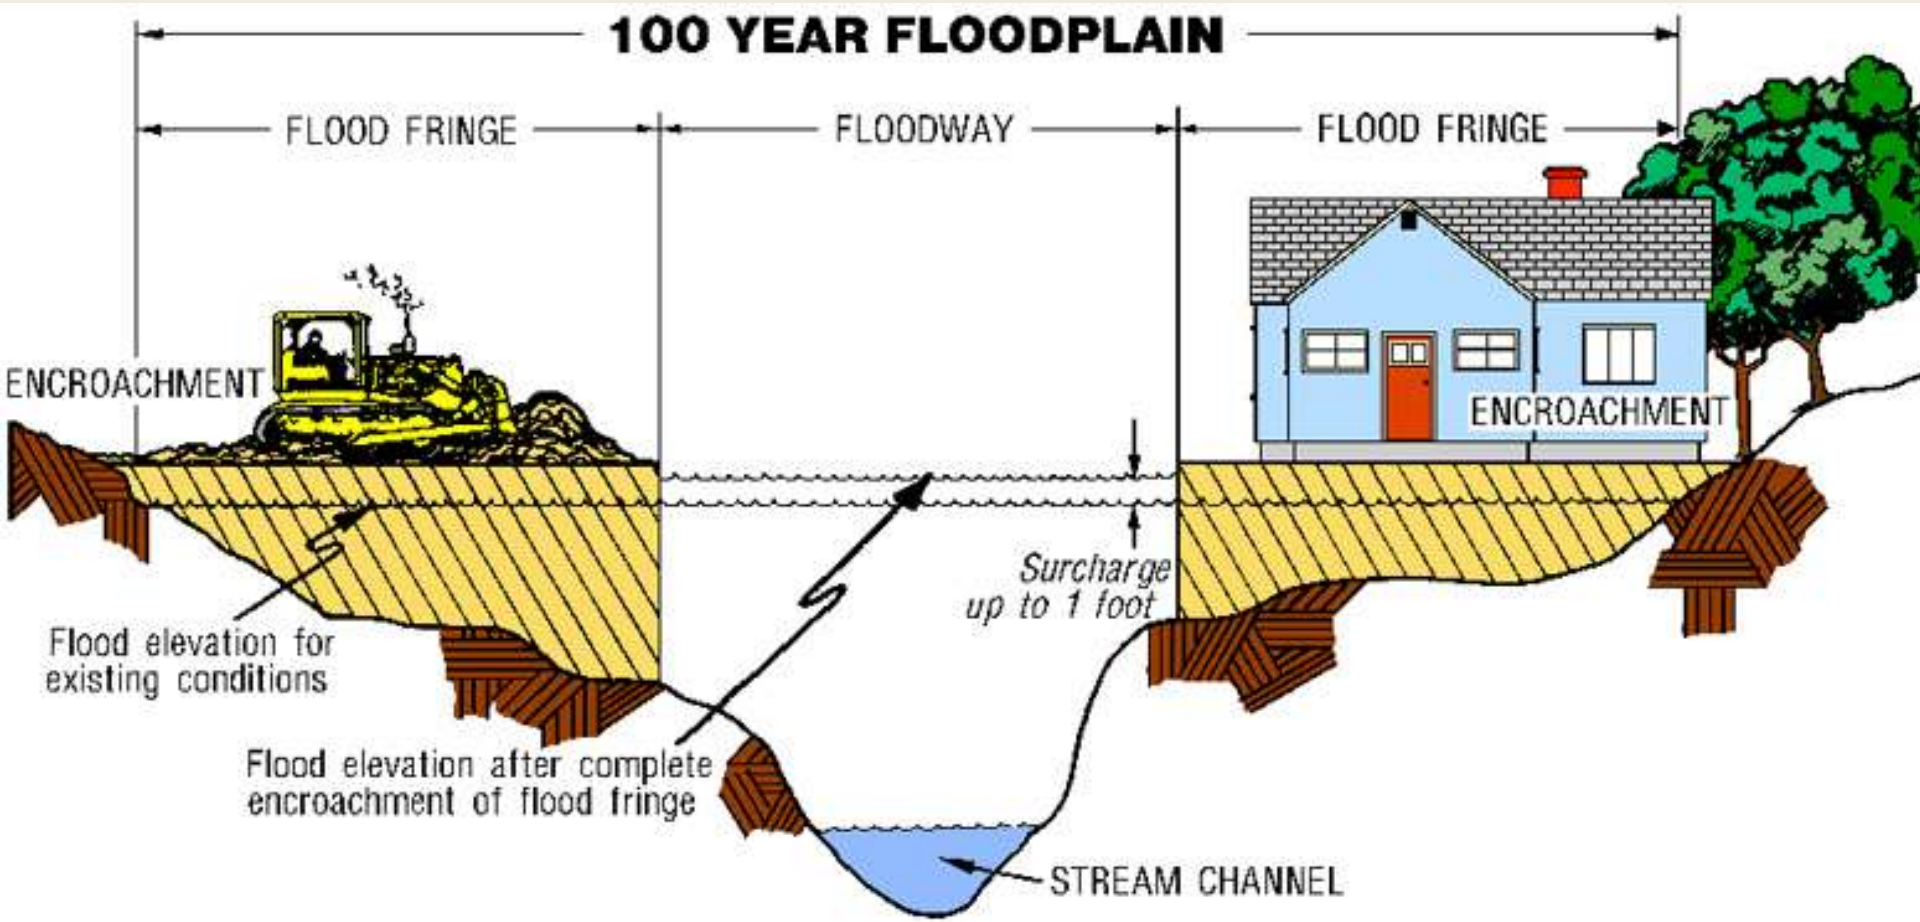 100 YEAR FLOODPLAIN
FLOOD FRINGE
FLOODWAY
FLOOD FRINGE
ENCROACHMENT
ENCROACHMENT
Surcharge
up to 1 foot
Flood elevation for
existing conditions
Flood elevation after complete
encroachment of flood fringe
STREAM CHANNEL